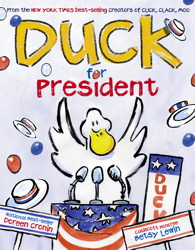 From the NEW YORK TIMES best-selling creators of CLICK, CLACK, MOO
DUCK
for
President
DUCK
National Best-Seller
Doreen Cronin
Caldecott Honoree
Betsy Lewin